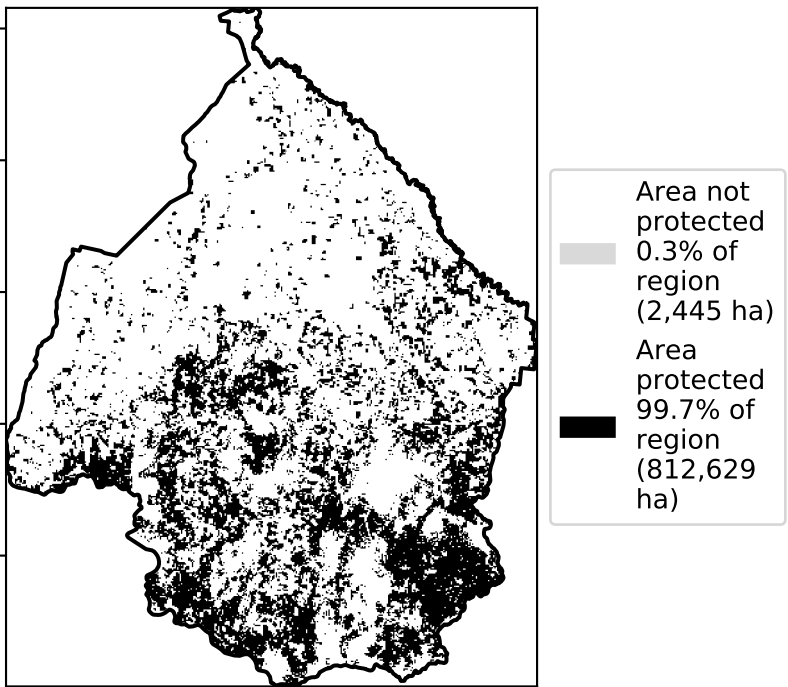 Area not
protected
0.3% of
region
(2,445 ha)
Area
protected
99.7% of
region
(812,629
ha)